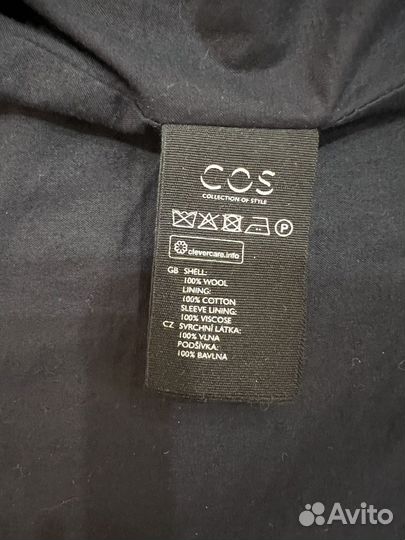 COS
COLLECTION OF STYLE
P
clevercare.info
GB SHELL:
100% WOOL
LINING:
100% COTTON
SLEEVE LINING:
100% VISCOSE
CZ SVRCHNÍ LÁTKA:
100% VLNA
PODŠÍVKA:
100% BAVLNA
Avito